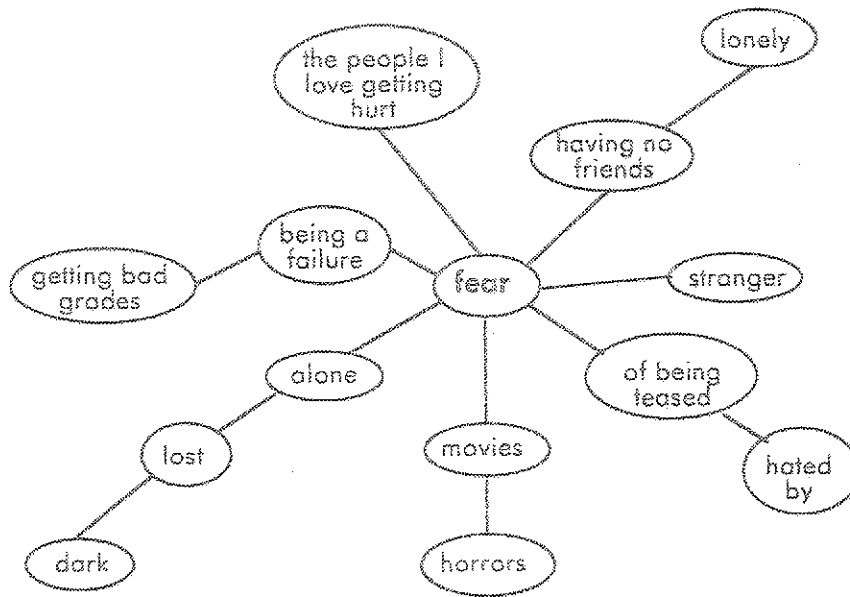 lonely
the people I
love getting
hurt
having no
friends
being a
failure
getting bad
grades
fear
stranger
alone
of being
teased
lost
movies
hated
by
dark
horrors